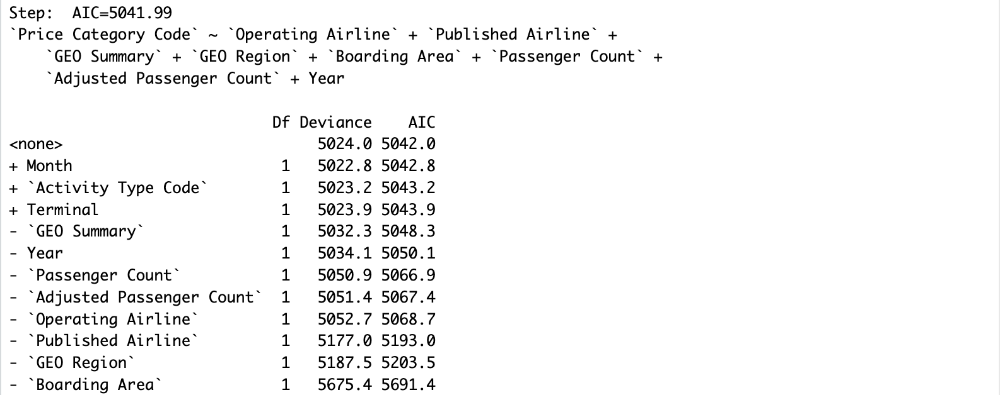 Step:  AIC=5041.99
`Price Category Code` ~ `Operating Airline` + `Published Airline` +
    `GEO Summary` + `GEO Region` + `Boarding Area` + `Passenger Count` +
    `Adjusted Passenger Count` + Year

                             Df Deviance    AIC
<none>                            5024.0 5042.0
+ Month                       1   5022.8 5042.8
+ `Activity Type Code`        1   5023.2 5043.2
+ Terminal                    1   5023.9 5043.9
- `GEO Summary`               1   5032.3 5048.3
- Year                        1   5034.1 5050.1
- `Passenger Count`           1   5050.9 5066.9
- `Adjusted Passenger Count`  1   5051.4 5067.4
- `Operating Airline`         1   5052.7 5068.7
- `Published Airline`         1   5177.0 5193.0
- `GEO Region`                1   5187.5 5203.5
- `Boarding Area`             1   5675.4 5691.4